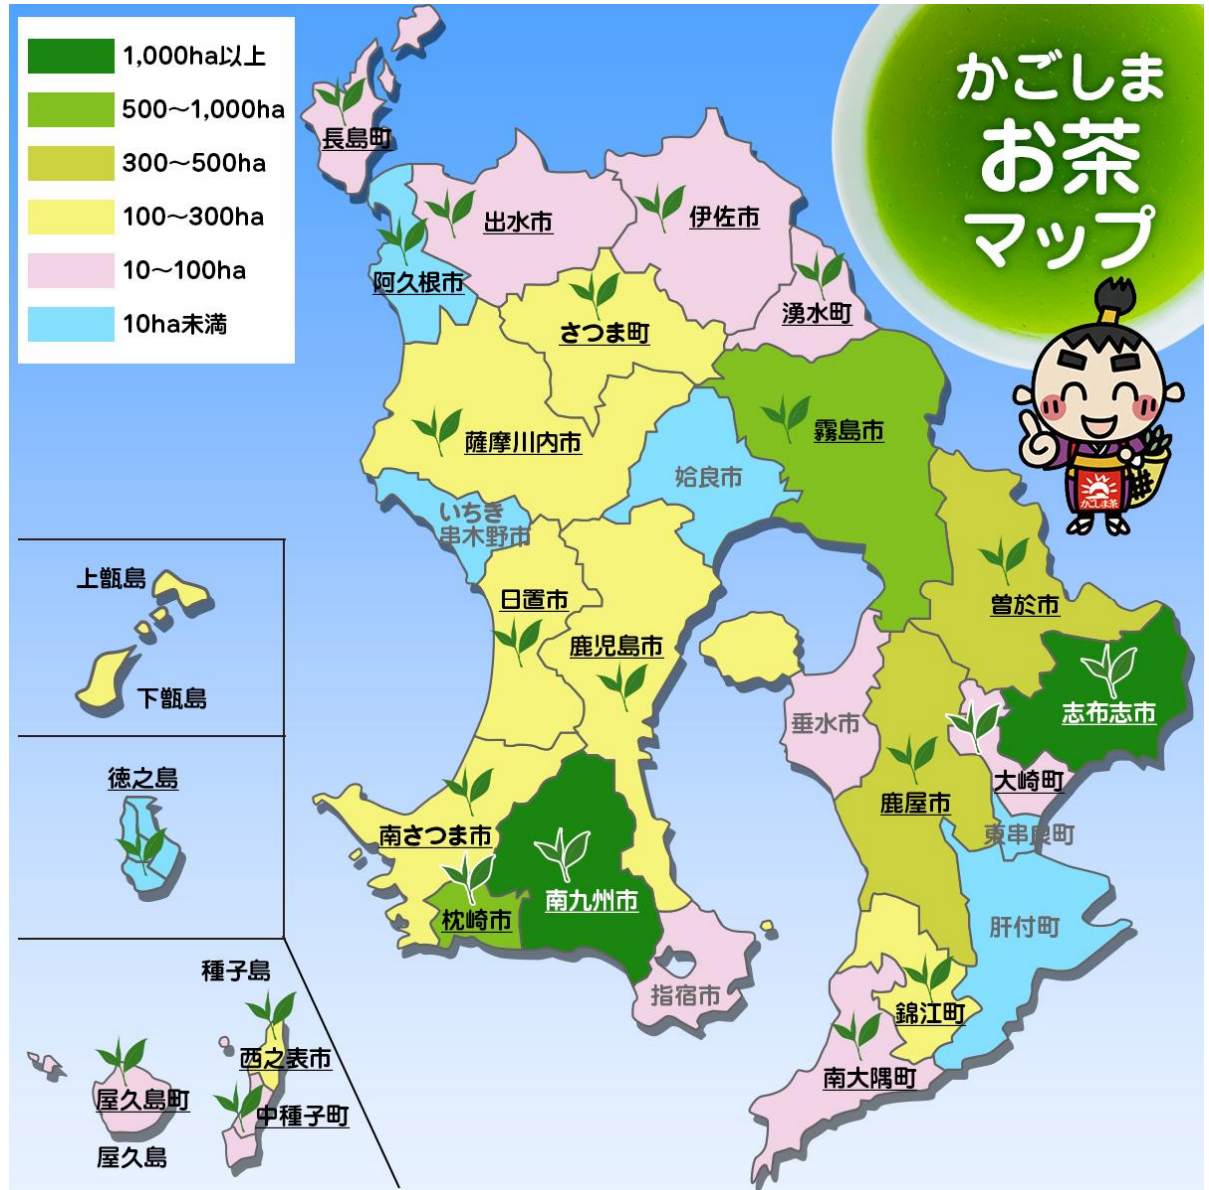 1,000ha以上
500～1,000ha
300～500ha
100～300ha
10～100ha
10ha未満
かごしま
お茶
マップ
かごしま茶
長島町
出水市
伊佐市
阿久根市
湧水町
さつま町
薩摩川内市
霧島市
姶良市
いちき
串木野市
日置市
鹿児島市
曽於市
志布志市
垂水市
大崎町
鹿屋市
東串良町
南さつま市
枕崎市
南九州市
指宿市
肝付町
錦江町
南大隅町
上甑島
下甑島
徳之島
種子島
西之表市
中種子町
屋久島町
屋久島